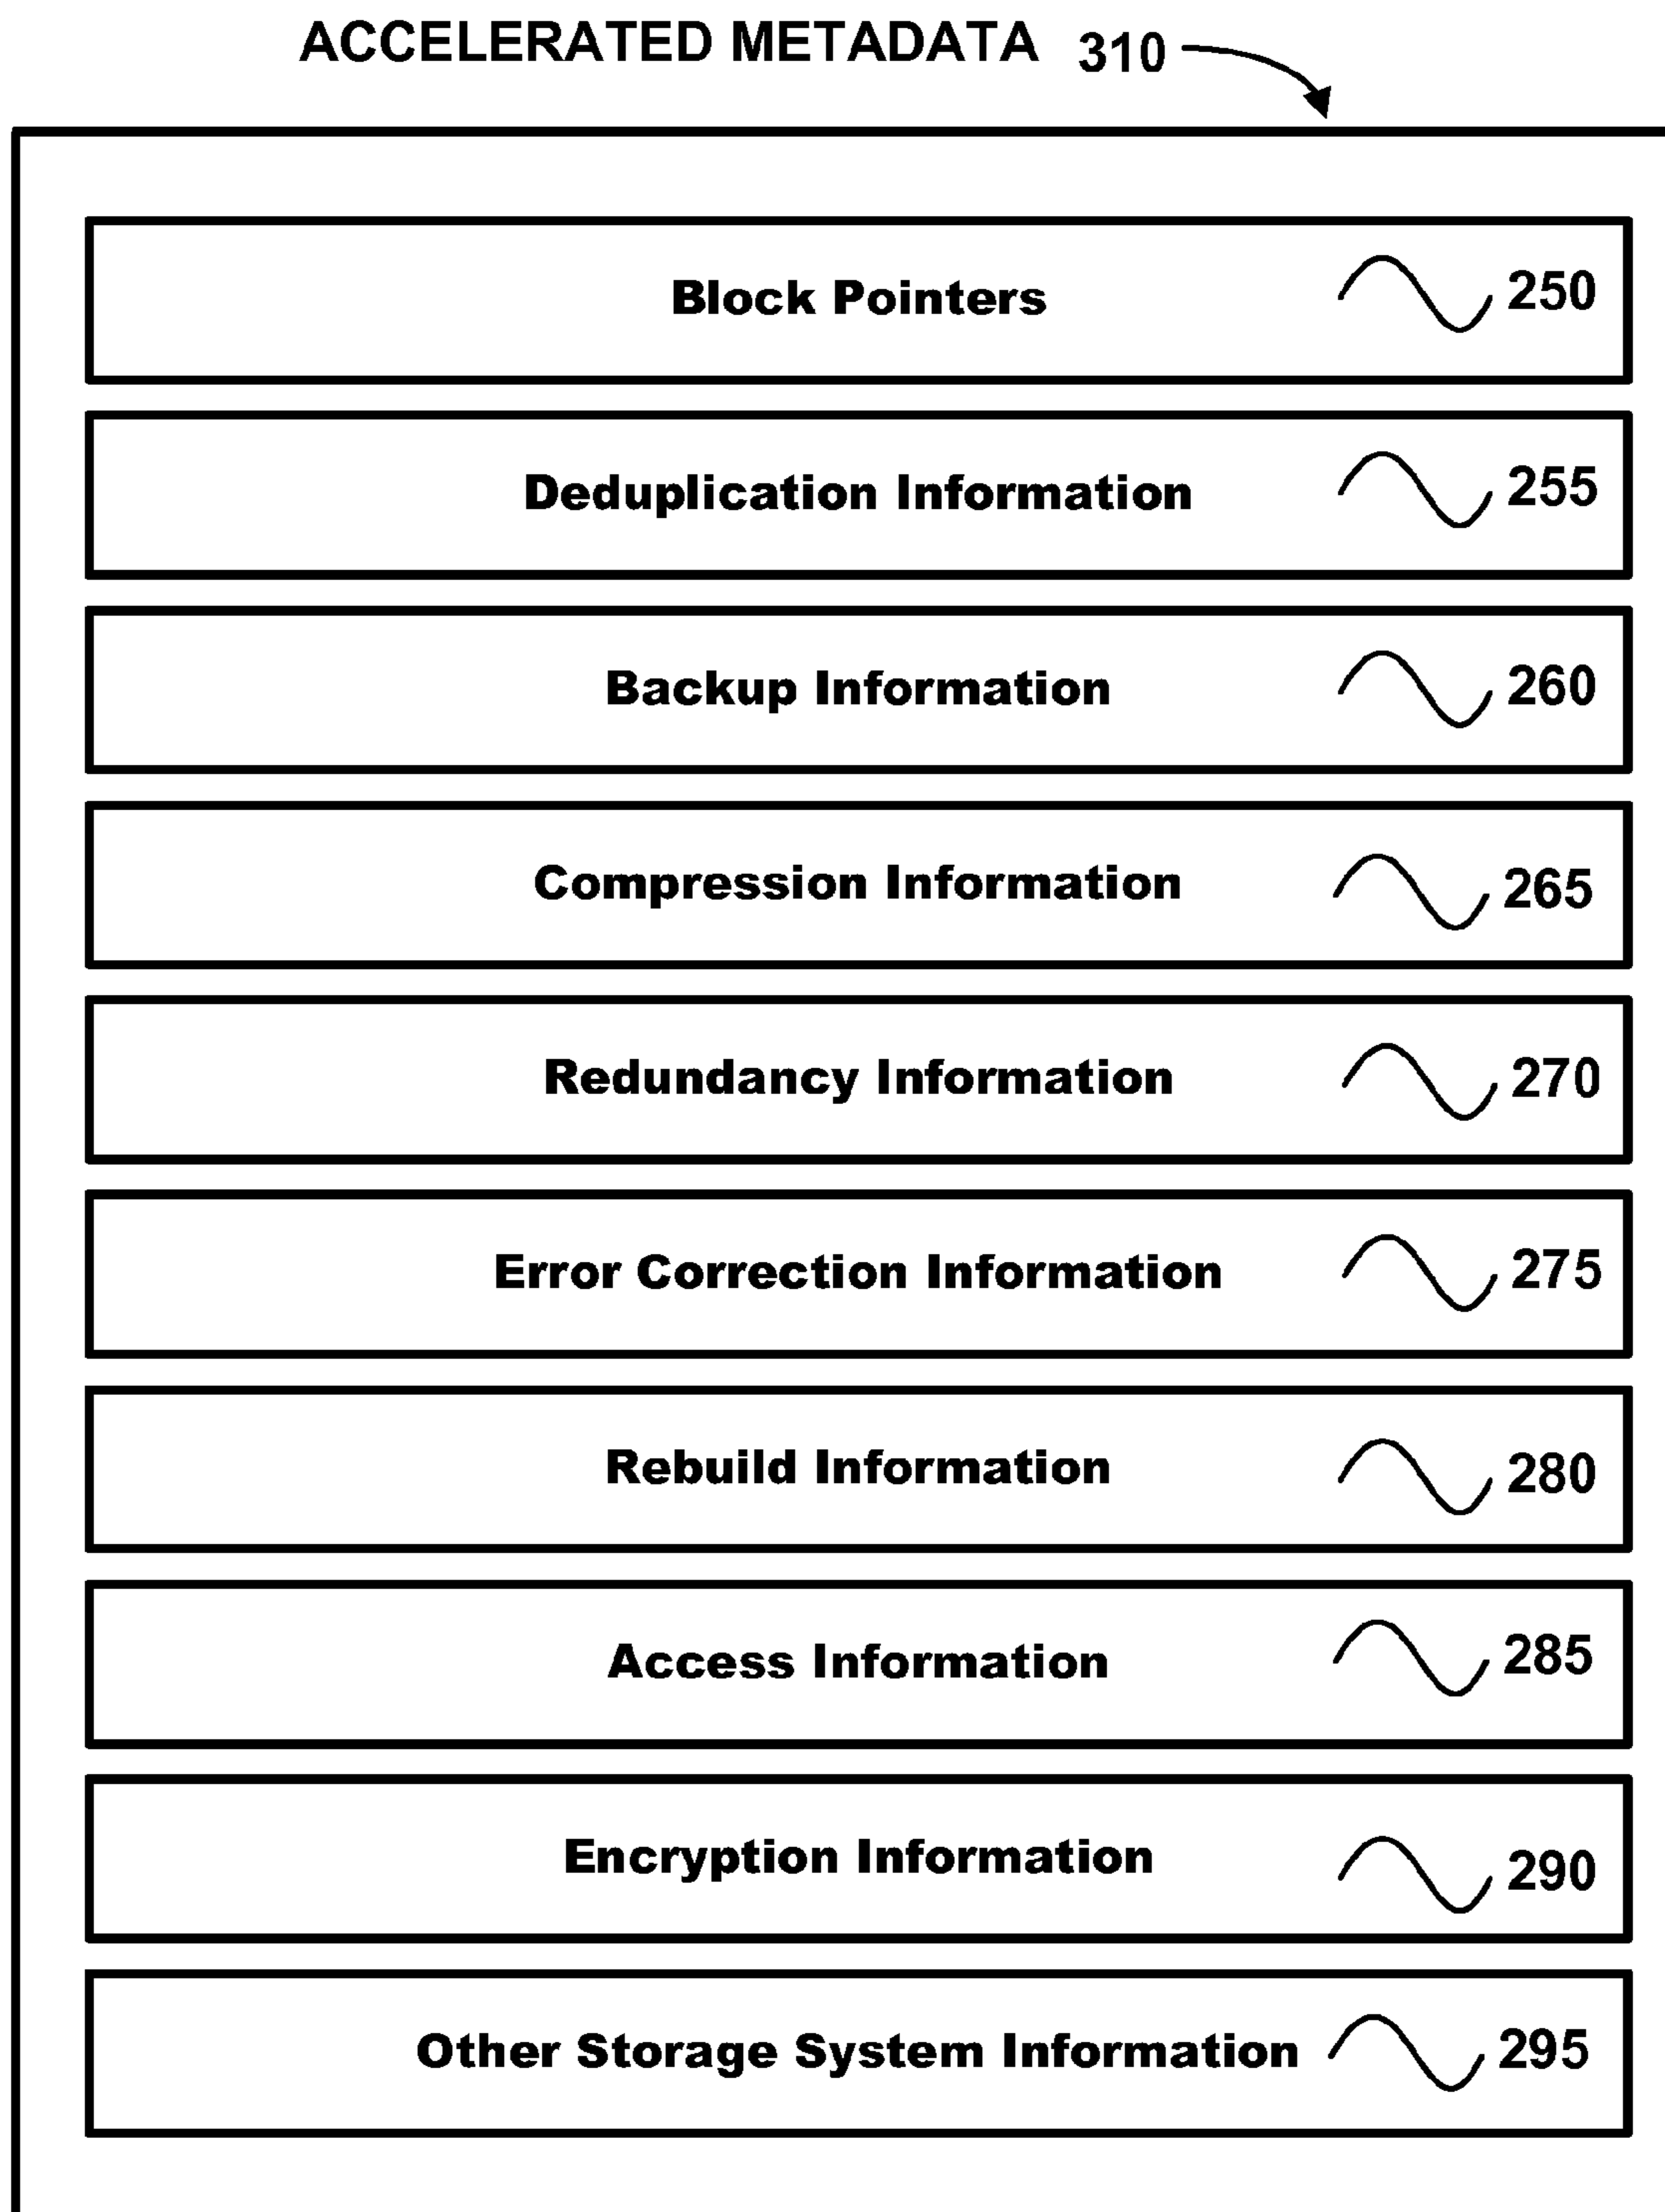 ACCELERATED METADATA 310
Block Pointers 250
Deduplication Information 255
Backup Information 260
Compression Information 265
Redundancy Information 270
Error Correction Information 275
Rebuild Information 280
Access Information 285
Encryption Information 290
Other Storage System Information 295